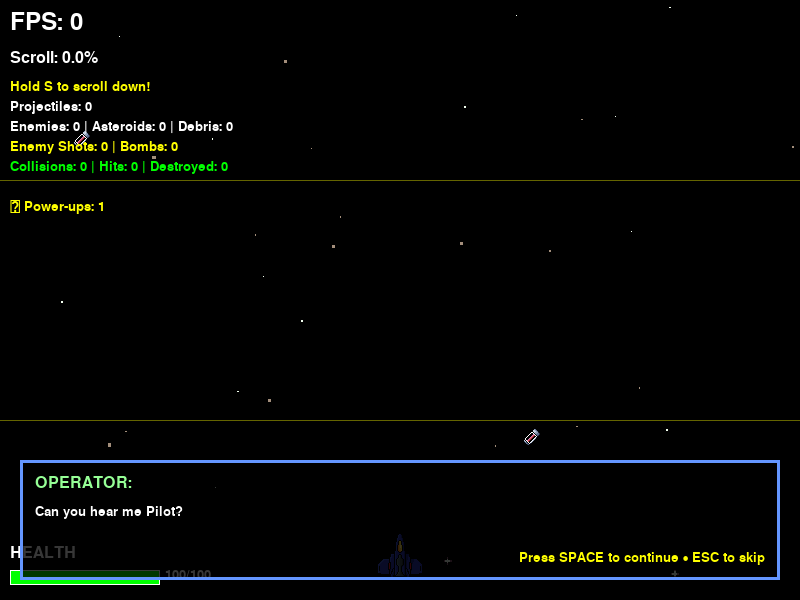 FPS: 0
Scroll: 0.0%
Hold S to scroll down!
Projectiles: 0
Enemies: 0 | Asteroids: 0 | Debris: 0
Enemy Shots: 0 | Bombs: 0
Collisions: 0 | Hits: 0 | Destroyed: 0
Power-ups: 1
OPERATOR:
Can you hear me Pilot?
HEALTH
100/100
Press SPACE to continue • ESC to skip